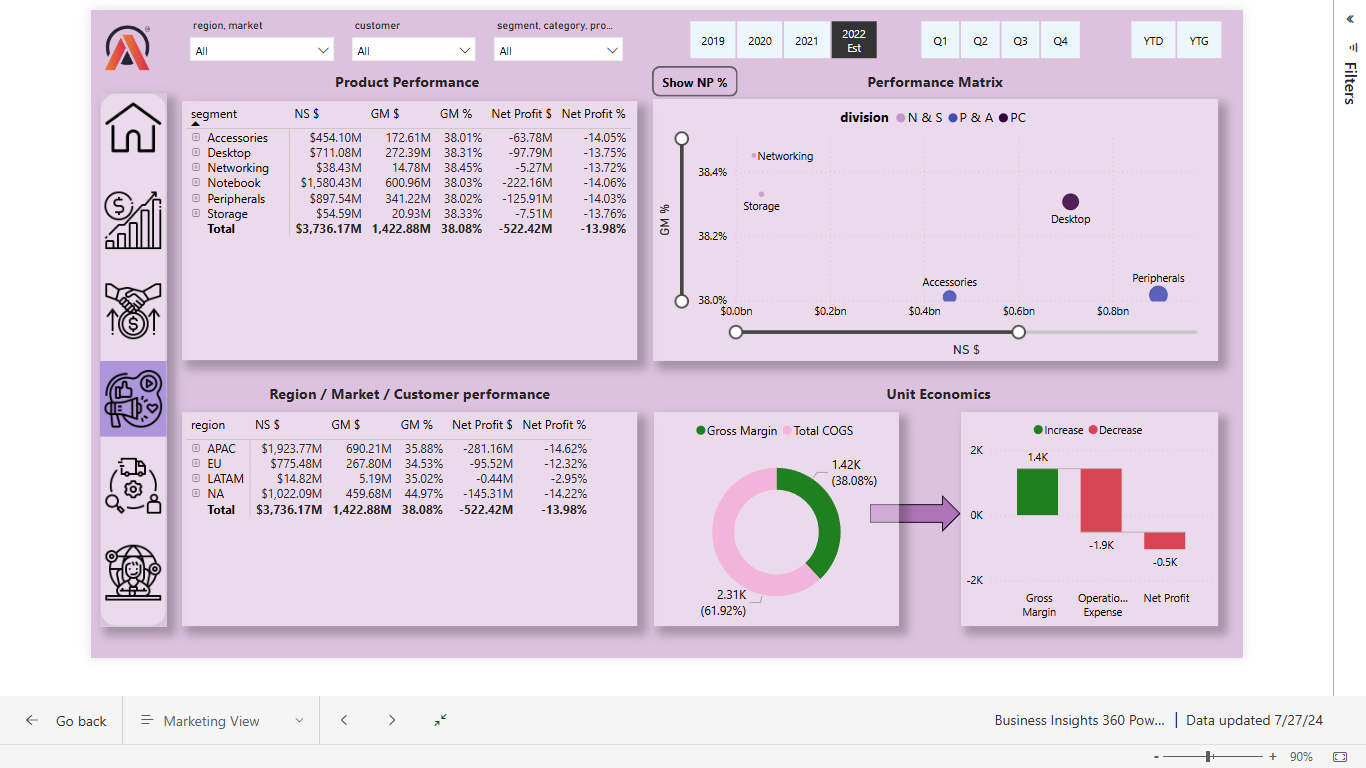 region, market
customer
segment, category, pro...
All
All
All
2019 2020 2021 2022 Est
Q1 Q2 Q3 Q4
YTD YTG
Filters
Product Performance
Show NP %
Performance Matrix
segment NS $ GM $ GM % Net Profit $ Net Profit %
Accessories $454.10M 172.61M 38.01% -63.78M -14.05%
Desktop $711.08M 272.39M 38.31% -97.79M -13.75%
Networking $38.43M 14.78M 38.45% -5.27M -13.72%
Notebook $1,580.43M 600.96M 38.03% -222.16M -14.06%
Peripherals $897.54M 341.22M 38.02% -125.91M -14.03%
Storage $54.59M 20.93M 38.33% -7.51M -13.76%
Total $3,736.17M 1,422.88M 38.08% -522.42M -13.98%
division N & S P & A PC
GM %
38.4%
38.2%
38.0%
Networking
Storage
Desktop
Accessories
Peripherals
$0.0bn $0.2bn $0.4bn $0.6bn $0.8bn
NS $
Region / Market / Customer performance
Unit Economics
region NS $ GM $ GM % Net Profit $ Net Profit %
APAC $1,923.77M 690.21M 35.88% -281.16M -14.62%
EU $775.48M 267.80M 34.53% -95.52M -12.32%
LATAM $14.82M 5.19M 35.02% -0.44M -2.95%
NA $1,022.09M 459.68M 44.97% -145.31M -14.22%
Total $3,736.17M 1,422.88M 38.08% -522.42M -13.98%
Gross Margin Total COGS
1.42K
(38.08%)
2.31K
(61.92%)
Increase Decrease
2K
0K
-2K
1.4K
-1.9K
-0.5K
Gross Margin
Operatio... Expense
Net Profit
Go back
Marketing View
Business Insights 360 Pow... | Data updated 7/27/24
- + 90%